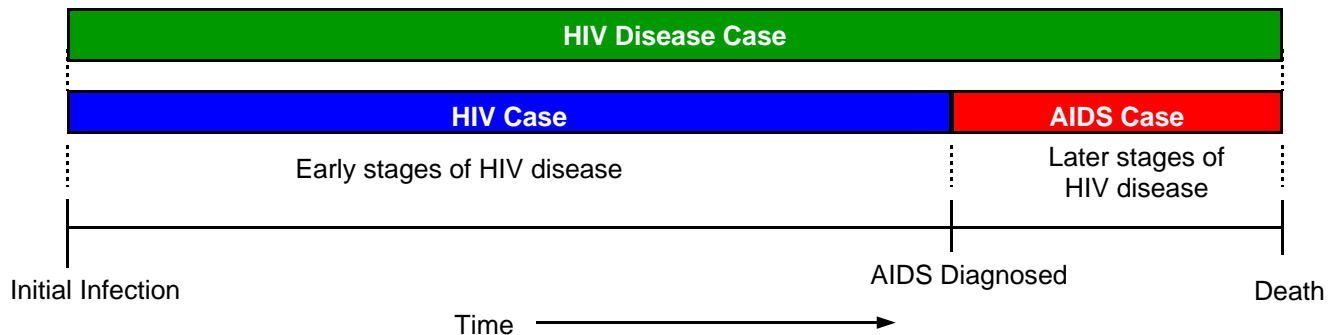 HIV Disease Case
HIV Case
AIDS Case
Early stages of HIV disease
Later stages of
HIV disease
Initial Infection
AIDS Diagnosed
Death
Time